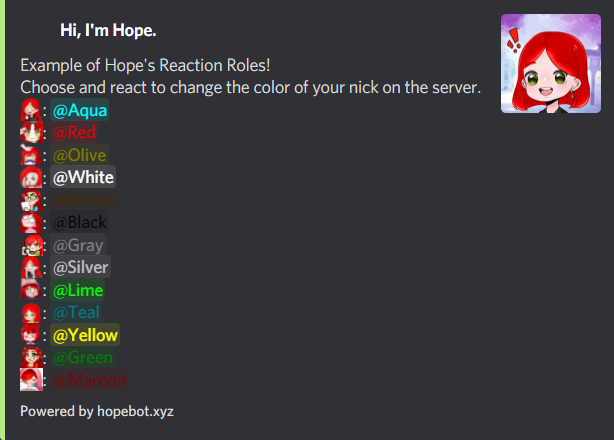 Hi, I'm Hope.
Example of Hope's Reaction Roles!
Choose and react to change the color of your nick on the server.
: @Aqua
: @Red
: @Olive
: @White
:
: @Black
: @Gray
: @Silver
: @Lime
: @Teal
: @Yellow
: @Green
: @Maroon
Powered by hopebot.xyz